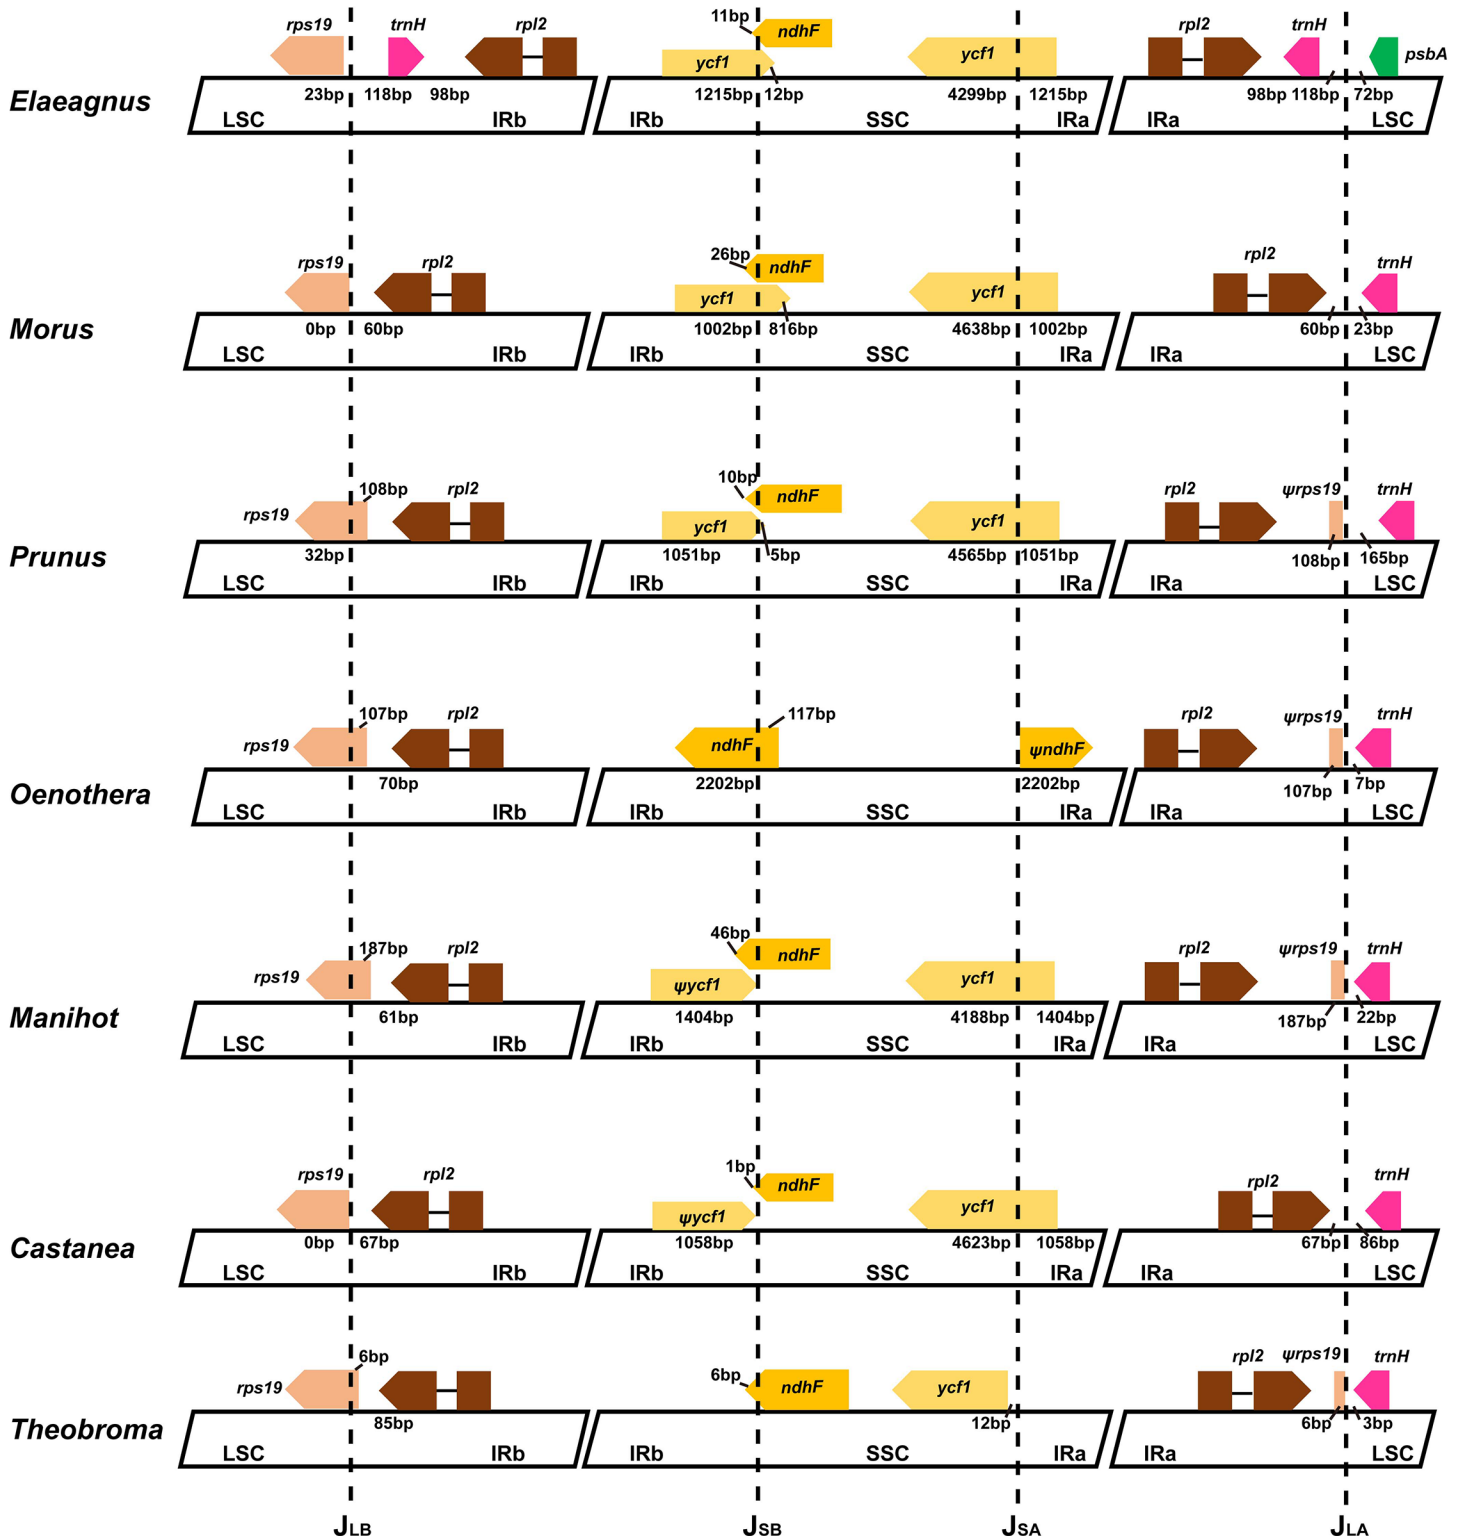 rps19 trnH rpl2 11bp ndhF ycf1 ycf1 rpl2 trnH psbA
Elaeagnus 23bp 118bp 98bp 1215bp 12bp 4299bp 1215bp 98bp 118bp 72bp
LSC IRb IRb SSC IRa IRa LSC
rps19 rpl2 26bp ndhF ycf1 ycf1 rpl2 trnH
Morus 0bp 60bp 1002bp 816bp 4638bp 1002bp 60bp 23bp
LSC IRb IRb SSC IRa IRa LSC
rps19 108bp rpl2 10bp ndhF ycf1 ycf1 rpl2 ψrps19 trnH
Prunus 32bp 1051bp 5bp 4565bp 1051bp 108bp 165bp
LSC IRb IRb SSC IRa IRa LSC
rps19 107bp rpl2 ndhF 117bp ψndhF rpl2 ψrps19 trnH
Oenothera 70bp 2202bp 2202bp 107bp 7bp
LSC IRb IRb SSC IRa IRa LSC
rps19 187bp rpl2 46bp ndhF ψycf1 ycf1 rpl2 ψrps19 trnH
Manihot 61bp 1404bp 4188bp 1404bp 187bp 22bp
LSC IRb IRb SSC IRa IRa LSC
rps19 rpl2 1bp ndhF ψycf1 ycf1 rpl2 trnH
Castanea 0bp 67bp 1058bp 4623bp 1058bp 67bp 86bp
LSC IRb IRb SSC IRa IRa LSC
rps19 6bp rpl2 6bp ndhF ycf1 rpl2 ψrps19 trnH
Theobroma 85bp 12bp 6bp 3bp
LSC IRb IRb SSC IRa IRa LSC
JLB JSB JSA JLA